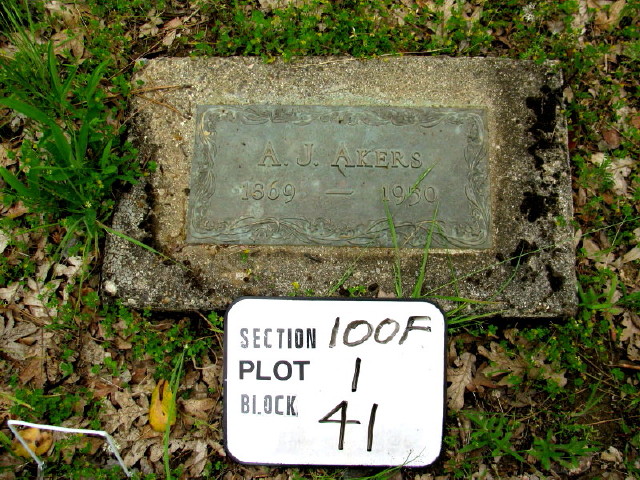 A. J. AKERS
1869 — 1950
SECTION 100F
PLOT 1
BLOCK 41